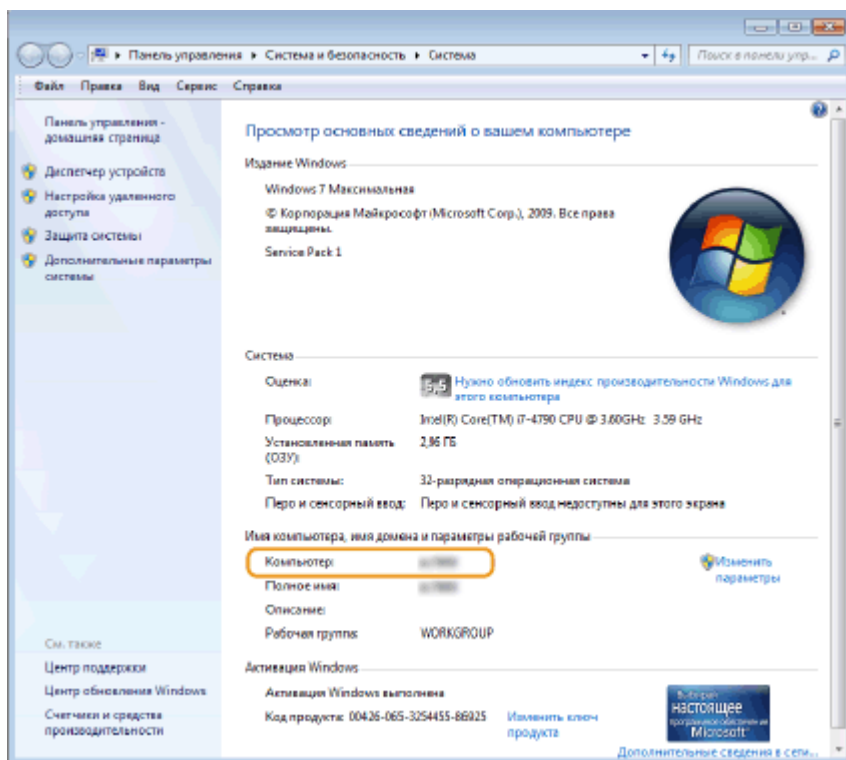 Панель управления ▸ Система и безопасность ▸ Система
Поиск в панели упр...
Файл Правка Вид Сервис Справка
Панель управления -
домашняя страница
Диспетчер устройств
Настройка удаленного
доступа
Защита системы
Дополнительные параметры
системы
Просмотр основных сведений о вашем компьютере
Издание Windows
Windows 7 Максимальная
© Корпорация Майкрософт (Microsoft Corp.), 2009. Все права
защищены.
Service Pack 1
Система
Оценка: 5,5 Нужно обновить индекс производительности Windows для
этого компьютера
Процессор: Intel(R) Core(TM) i7-4790 CPU @ 3.60GHz 3.59 GHz
Установленная память
(ОЗУ): 2,96 ГБ
Тип системы: 32-разрядная операционная система
Перо и сенсорный ввод: Перо и сенсорный ввод недоступны для этого экрана
Имя компьютера, имя домена и параметры рабочей группы
Компьютер:
Изменить
параметры
Полное имя:
Описание:
Рабочая группа: WORKGROUP
Активация Windows
Активация Windows выполнена
Код продукта: 00426-065-3254455-86925 Изменить ключ
продукта
Выбирай
настоящее
программное обеспечение
Microsoft
Дополнительные сведения в сети...
См. также
Центр поддержки
Центр обновления Windows
Счетчики и средства
производительности